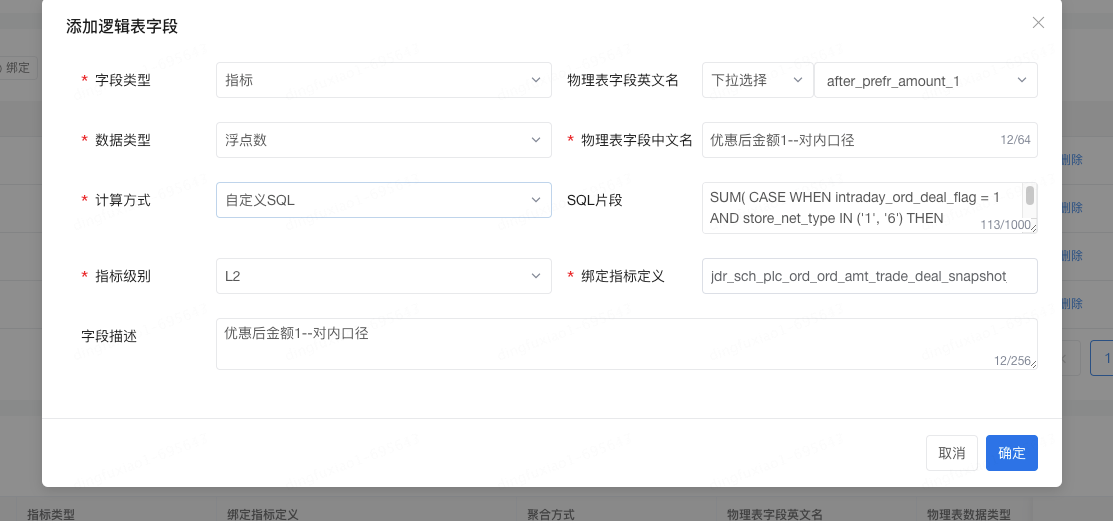 添加逻辑表字段
绑定
* 字段类型 指标 物理表字段英文名 下拉选择 after_prefr_amount_1
* 数据类型 浮点数 * 物理表字段中文名 优惠后金额1--对内口径 12/64
删除
* 计算方式 自定义SQL SQL片段 SUM( CASE WHEN intraday_ord_deal_flag = 1
AND store_net_type IN ('1', '6') THEN
113/1000
删除
删除
* 指标级别 L2 * 绑定指标定义 jdr_sch_plc_ord_ord_amt_trade_deal_snapshot
删除
字段描述 优惠后金额1--对内口径
12/256
1
取消 确定
指标类型 绑定指标定义 聚合方式 物理表字段英文名 物理表数据类型